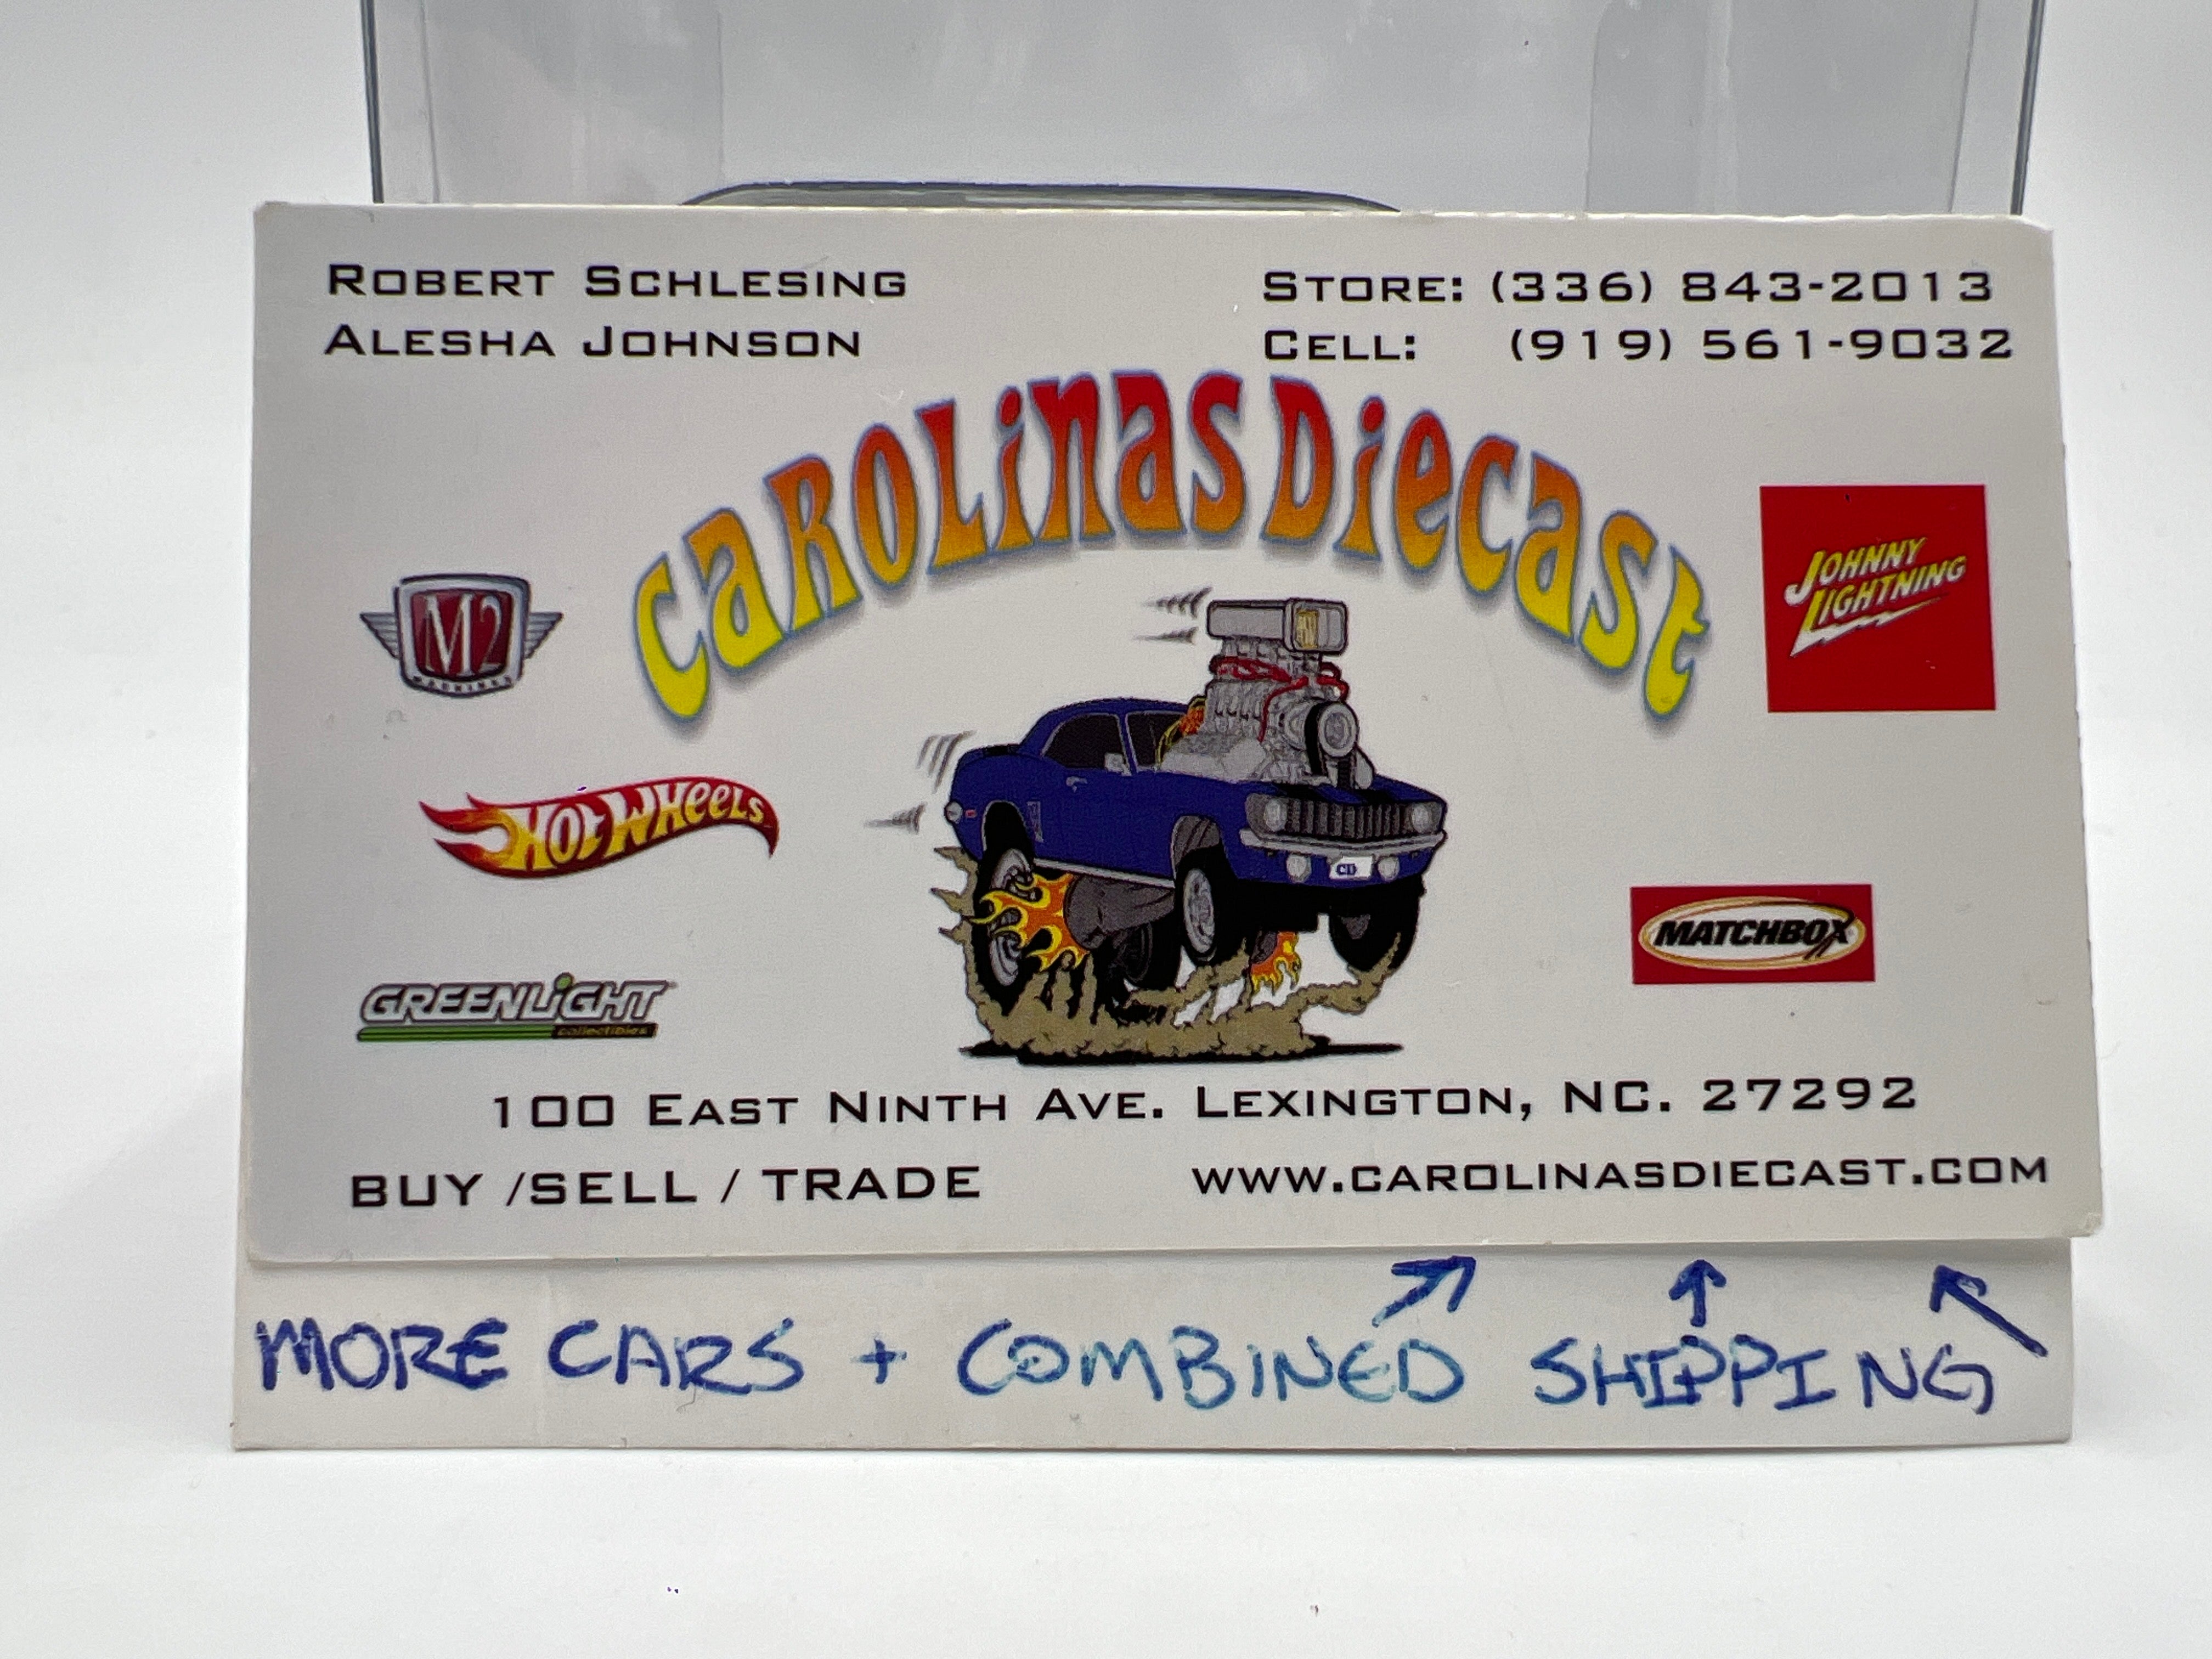 ROBERT SCHLESING
ALESHA JOHNSON
STORE: (336) 843-2013
CELL: (919) 561-9032
CAROLINAS DIECAST
M2
MACHINES
JOHNNY
LIGHTNING
HOT WHEELS
MATCHBOX
GREENLIGHT
collectibles
100 EAST NINTH AVE. LEXINGTON, NC. 27292
BUY /SELL / TRADE
WWW.CAROLINASDIECAST.COM
MORE CARS + COMBINED SHIPPING